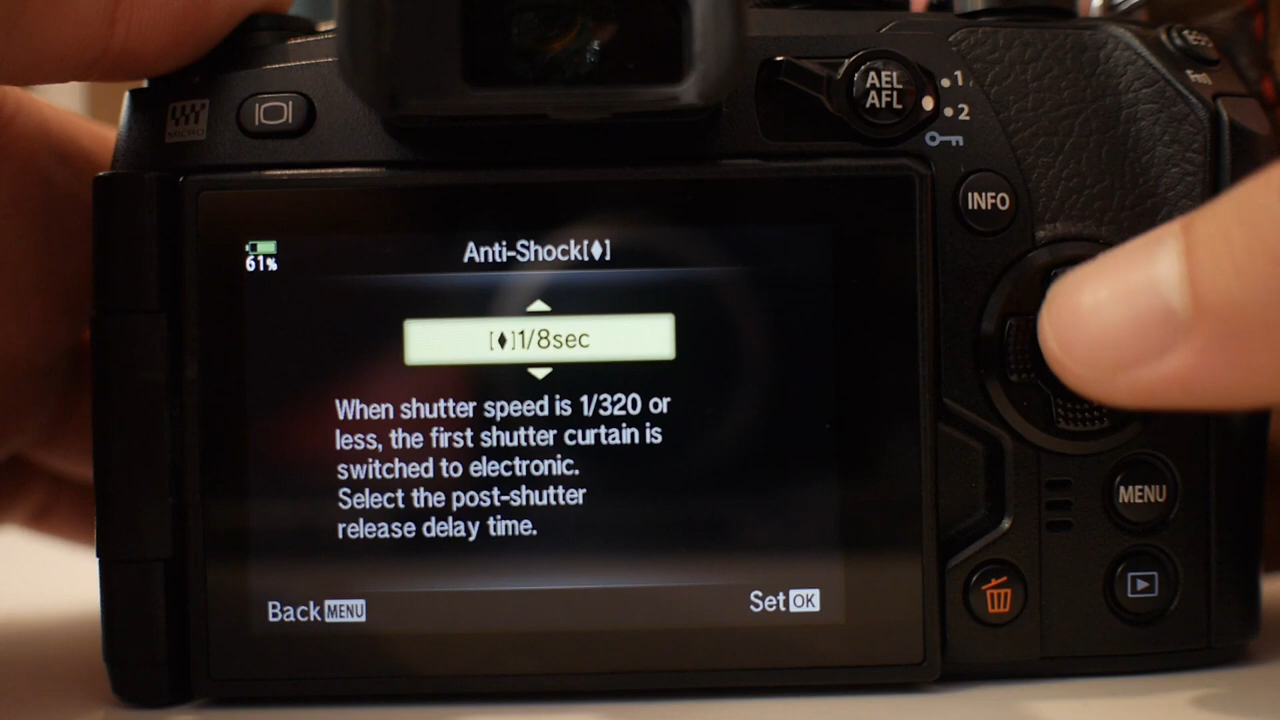 MICRO
AEL
AFL
1
2
INFO
61%
Anti-Shock[♦]
[♦]1/8sec
When shutter speed is 1/320 or
less, the first shutter curtain is
switched to electronic.
Select the post-shutter
release delay time.
MENU
Back MENU
Set OK